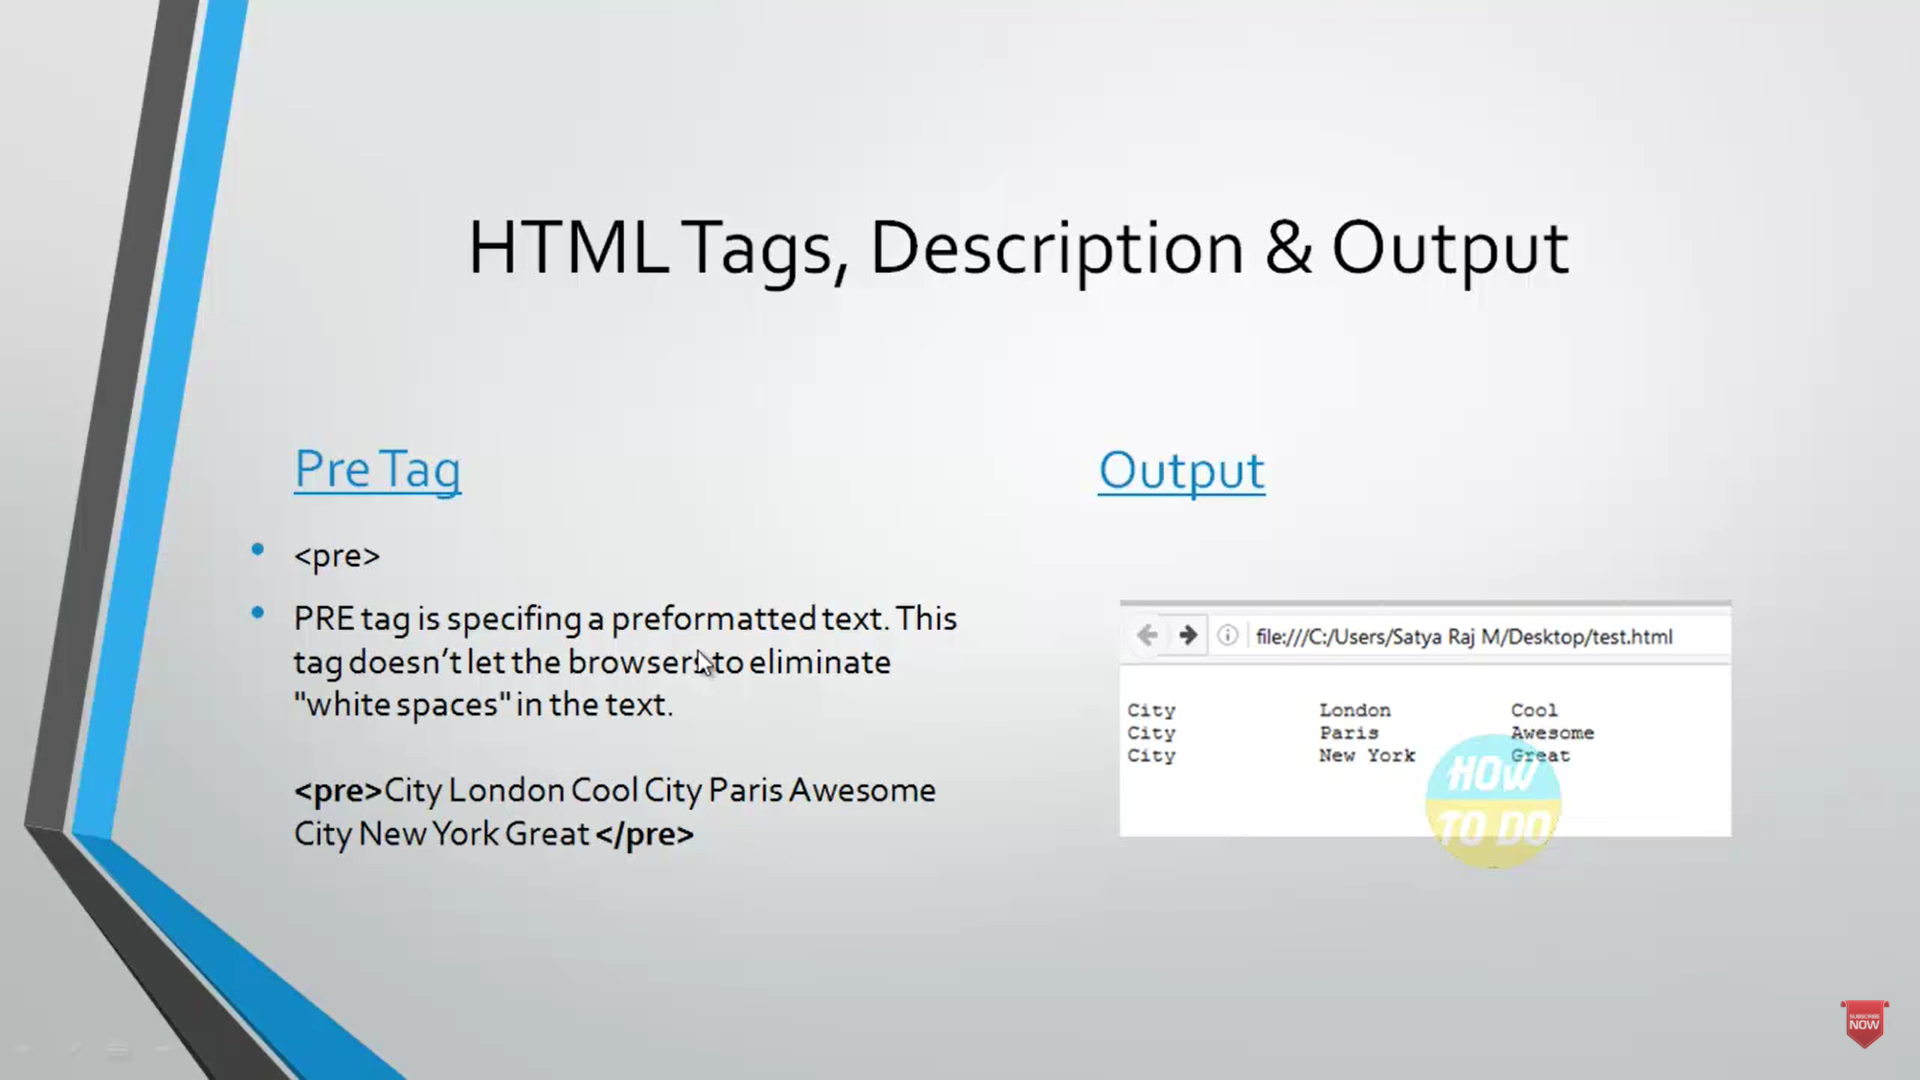 HTML Tags, Description & Output
Pre Tag
<pre>
PRE tag is specifing a preformatted text. This
tag doesn't let the browsers to eliminate
"white spaces" in the text.
<pre>City London Cool City Paris Awesome
City New York Great </pre>
Output
file:///C:/Users/Satya Raj M/Desktop/test.html
City London Cool
City Paris Awesome
City New York Great
HOW
TO DO
SUBSCRIBE
NOW